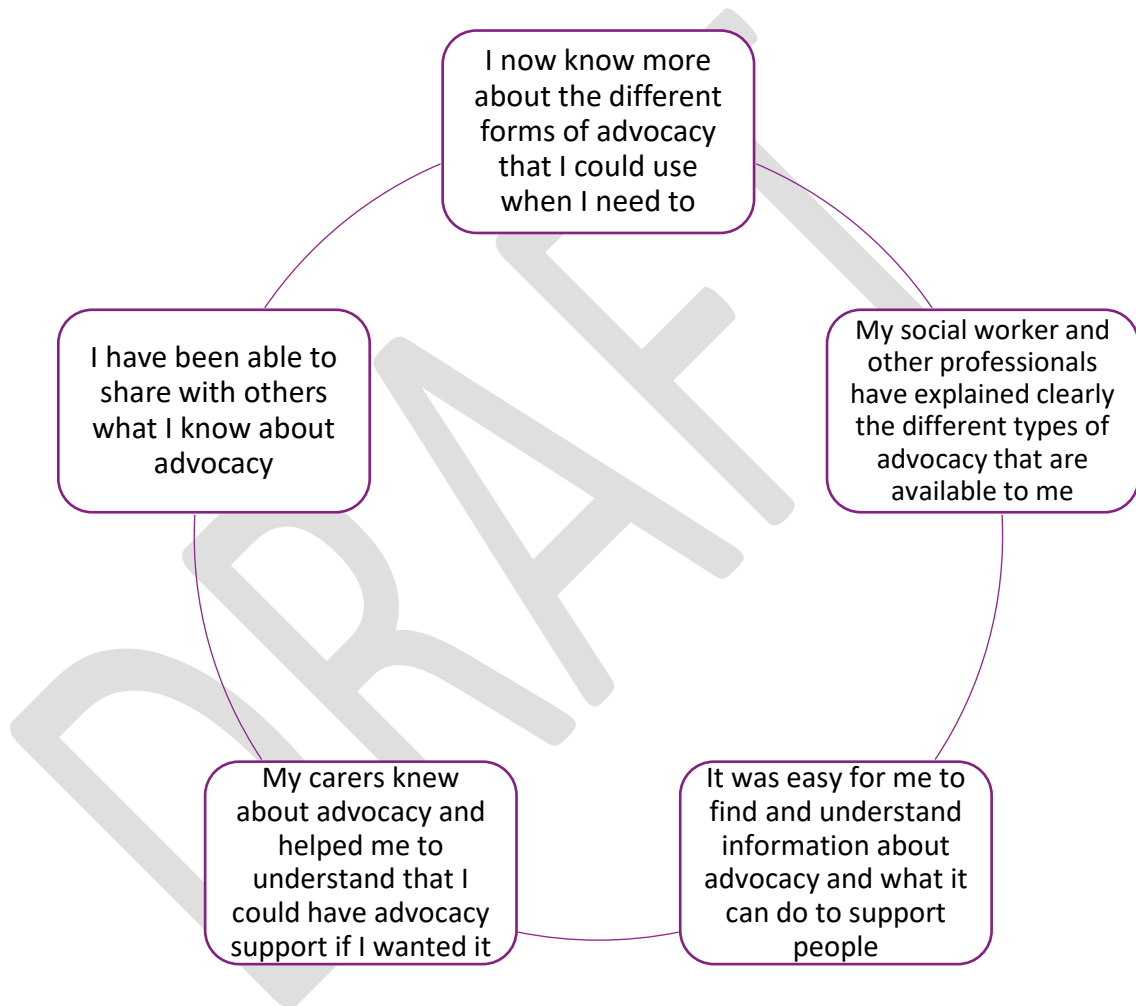 I now know more
about the different
forms of advocacy
that I could use
when I need to
My social worker and
other professionals
have explained clearly
the different types of
advocacy that are
available to me
It was easy for me to
find and understand
information about
advocacy and what it
can do to support
people
My carers knew
about advocacy and
helped me to
understand that I
could have advocacy
support if I wanted it
I have been able to
share with others
what I know about
advocacy
DRAFT